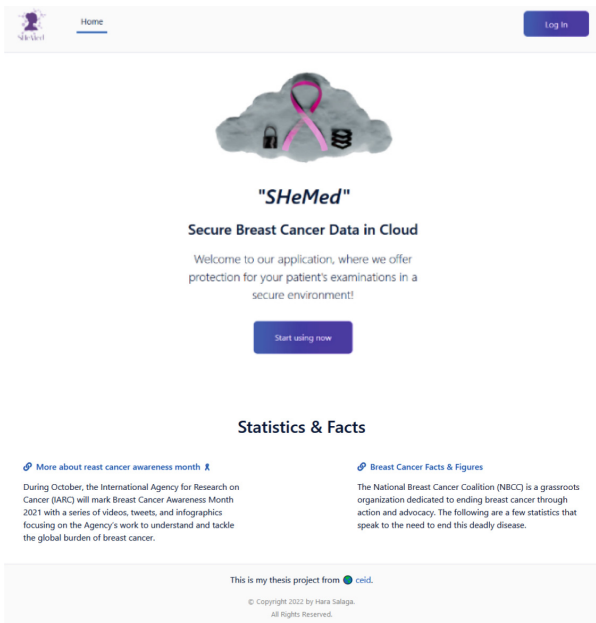 SHeMed
Home
Log In
"SHeMed"
Secure Breast Cancer Data in Cloud
Welcome to our application, where we offer
protection for your patient's examinations in a
secure environment!
Start using now
Statistics & Facts
More about reast cancer awareness month
During October, the International Agency for Research on
Cancer (IARC) will mark Breast Cancer Awareness Month
2021 with a series of videos, tweets, and infographics
focusing on the Agency's work to understand and tackle
the global burden of breast cancer.
Breast Cancer Facts & Figures
The National Breast Cancer Coalition (NBCC) is a grassroots
organization dedicated to ending breast cancer through
action and advocacy. The following are a few statistics that
speak to the need to end this deadly disease.
This is my thesis project from ceid.
© Copyright 2022 by Hara Salaga.
All Rights Reserved.